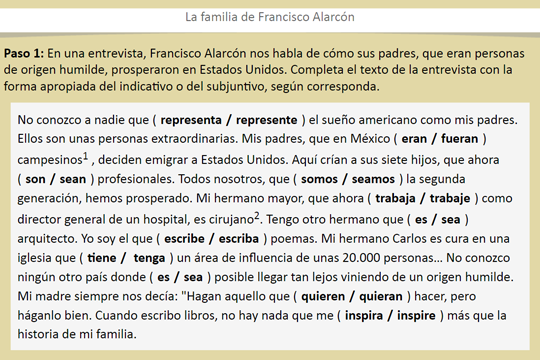 La familia de Francisco Alarcón
Paso 1: En una entrevista, Francisco Alarcón nos habla de cómo sus padres, que eran personas
de origen humilde, prosperaron en Estados Unidos. Completa el texto de la entrevista con la
forma apropiada del indicativo o del subjuntivo, según corresponda.
No conozco a nadie que ( representa / represente ) el sueño americano como mis padres.
Ellos son unas personas extraordinarias. Mis padres, que en México ( eran / fueran )
campesinos1 , deciden emigrar a Estados Unidos. Aquí crían a sus siete hijos, que ahora
( son / sean ) profesionales. Todos nosotros, que ( somos / seamos ) la segunda
generación, hemos prosperado. Mi hermano mayor, que ahora ( trabaja / trabaje ) como
director general de un hospital, es cirujano2. Tengo otro hermano que ( es / sea )
arquitecto. Yo soy el que ( escribe / escriba ) poemas. Mi hermano Carlos es cura en una
iglesia que ( tiene / tenga ) un área de influencia de unas 20.000 personas... No conozco
ningún otro país donde ( es / sea ) posible llegar tan lejos viniendo de un origen humilde.
Mi madre siempre nos decía: "Hagan aquello que ( quieren / quieran ) hacer, pero
háganlo bien. Cuando escribo libros, no hay nada que me ( inspira / inspire ) más que la
historia de mi familia.